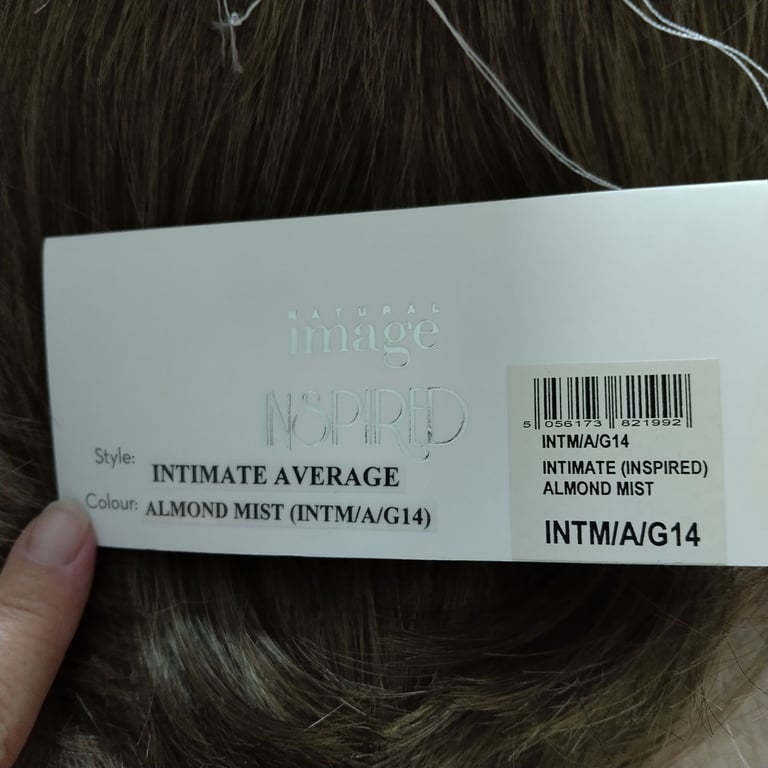 NATURAL
image
INSPIRED
Style: INTIMATE AVERAGE
Colour: ALMOND MIST (INTM/A/G14)
5 056173 821992
INTM/A/G14
INTIMATE (INSPIRED)
ALMOND MIST
INTM/A/G14